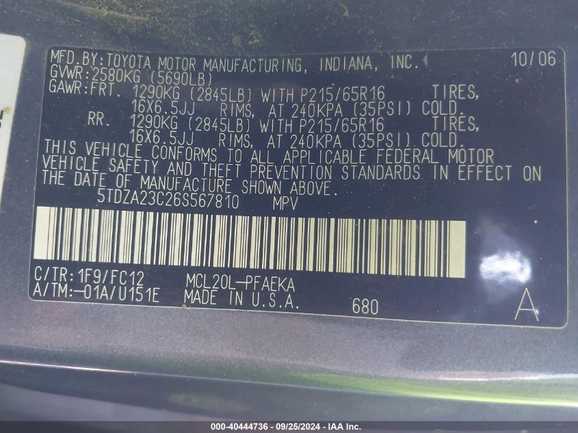 MFD.BY:TOYOTA MOTOR MANUFACTURING, INDIANA, INC. 10/06
GVWR:2580KG (5690LB)
GAWR:FRT. 1290KG (2845LB) WITH P215/65R16 TIRES,
16X6.5JJ RIMS, AT 240KPA (35PSI) COLD.
RR. 1290KG (2845LB) WITH P215/65R16 TIRES,
16X6.5JJ RIMS, AT 240KPA (35PSI) COLD.
THIS VEHICLE CONFORMS TO ALL APPLICABLE FEDERAL MOTOR
VEHICLE SAFETY AND THEFT PREVENTION STANDARDS IN EFFECT ON
THE DATE OF MANUFACTURE SHOWN ABOVE.
5TDZA23C26S567810 MPV
C/TR:1F9/FC12 MCL20L-PFAEKA
A/TM:-01A/U151E MADE IN U.S.A. 680 A
000-40444736 - 09/25/2024 - IAA Inc.